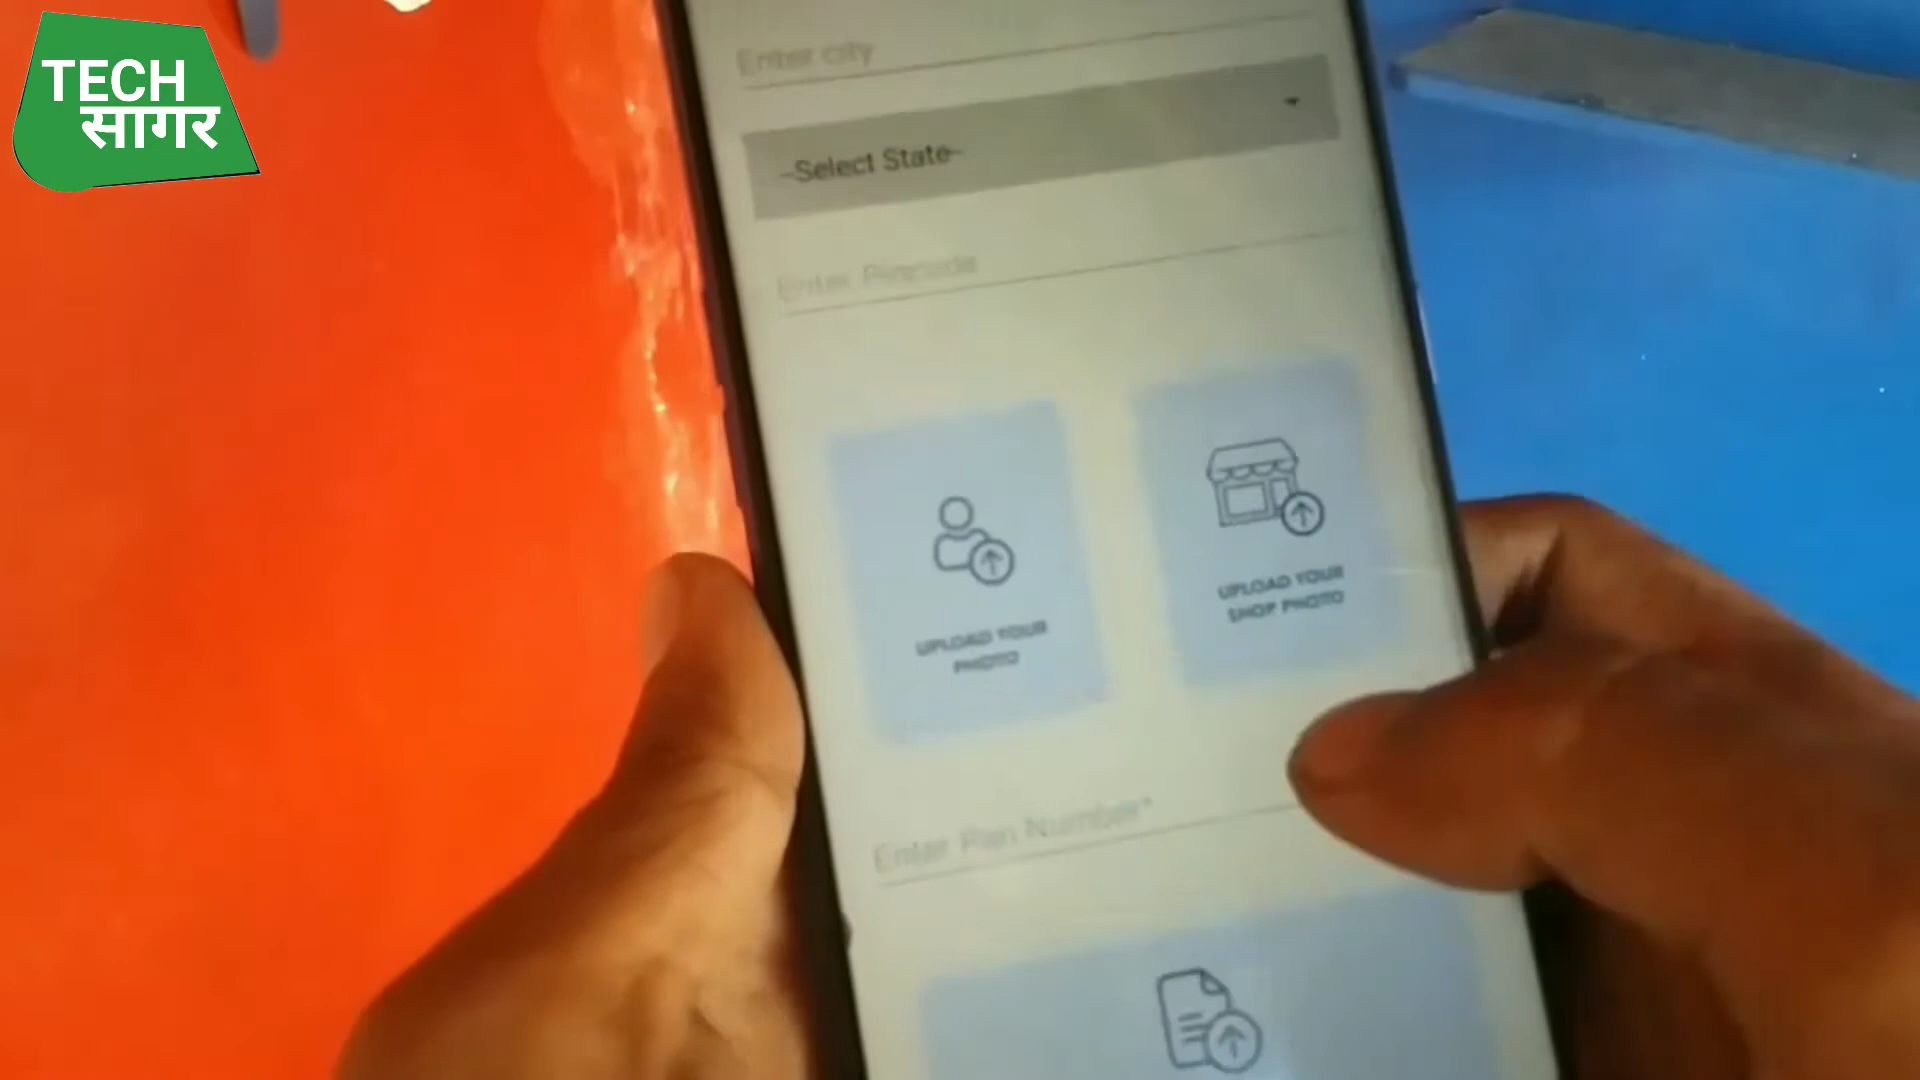 TECH
सागर
Enter city
--Select State--
Enter Pincode
UPLOAD YOUR
PHOTO
UPLOAD YOUR
SHOP PHOTO
Enter Pan Number*